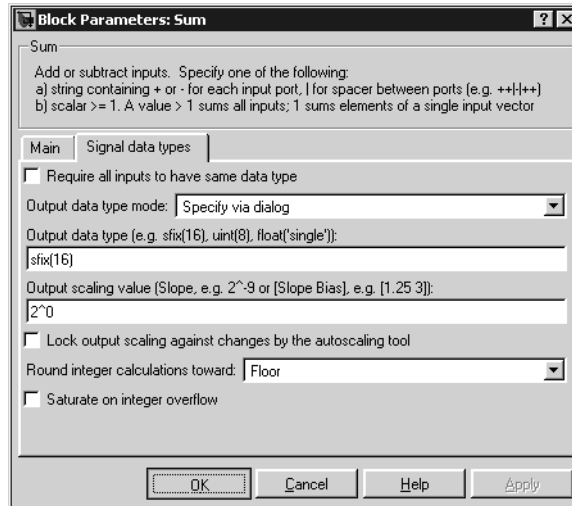 Block Parameters: Sum
Sum
Add or subtract inputs. Specify one of the following:
a) string containing + or - for each input port, | for spacer between ports (e.g. ++|-|++)
b) scalar >= 1. A value > 1 sums all inputs; 1 sums elements of a single input vector
Main Signal data types
Require all inputs to have same data type
Output data type mode: Specify via dialog
Output data type (e.g. sfix(16), uint(8), float('single')):
sfix(16)
Output scaling value (Slope, e.g. 2^-9 or [Slope Bias], e.g. [1.25 3]):
2^0
Lock output scaling against changes by the autoscaling tool
Round integer calculations toward: Floor
Saturate on integer overflow
OK Cancel Help Apply